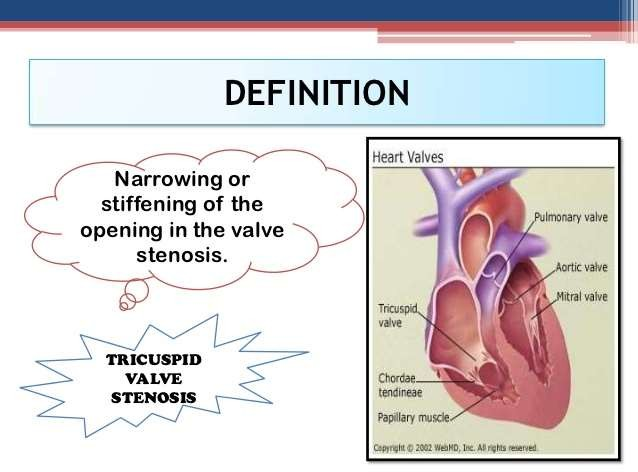 DEFINITION
Narrowing or
stiffening of the
opening in the valve
stenosis.
TRICUSPID
VALVE
STENOSIS
Heart Valves
Pulmonary valve
Aortic valve
Mitral valve
Tricuspid
valve
Chordae
tendineae
Papillary muscle
Copyright © 2002 WebMD, Inc. All rights reserved.